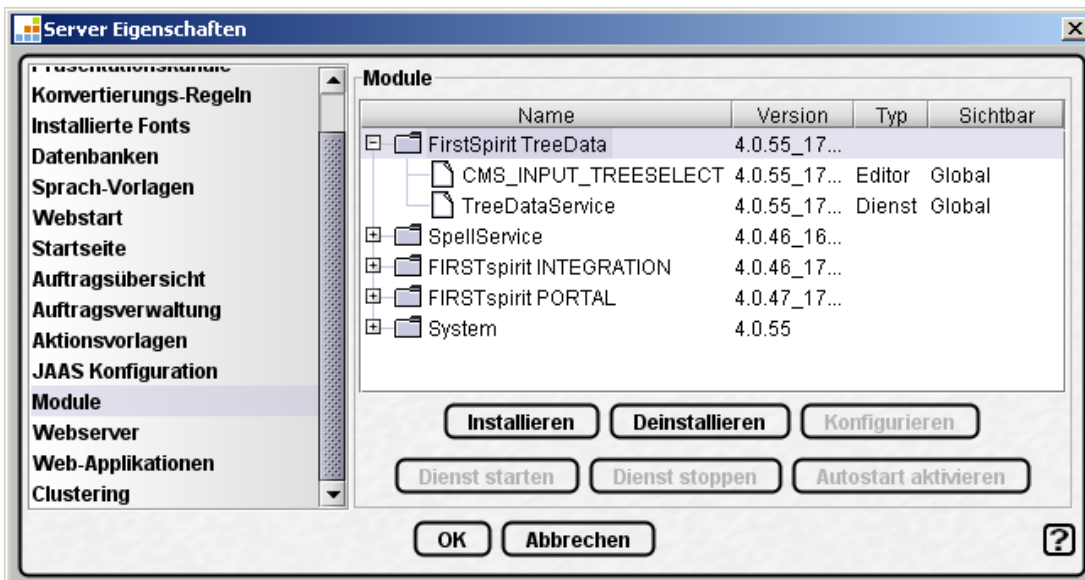 Server Eigenschaften
Präsentationskanäle
Konvertierungs-Regeln
Installierte Fonts
Datenbanken
Sprach-Vorlagen
Webstart
Startseite
Auftragsübersicht
Auftragsverwaltung
Aktionsvorlagen
JAAS Konfiguration
Module
Webserver
Web-Applikationen
Clustering
Module
Name Version Typ Sichtbar
FirstSpirit TreeData 4.0.55_17...
CMS_INPUT_TREESELECT 4.0.55_17... Editor Global
TreeDataService 4.0.55_17... Dienst Global
SpellService 4.0.46_16...
FIRSTspirit INTEGRATION 4.0.46_17...
FIRSTspirit PORTAL 4.0.47_17...
System 4.0.55
Installieren Deinstallieren Konfigurieren
Dienst starten Dienst stoppen Autostart aktivieren
OK Abbrechen ?